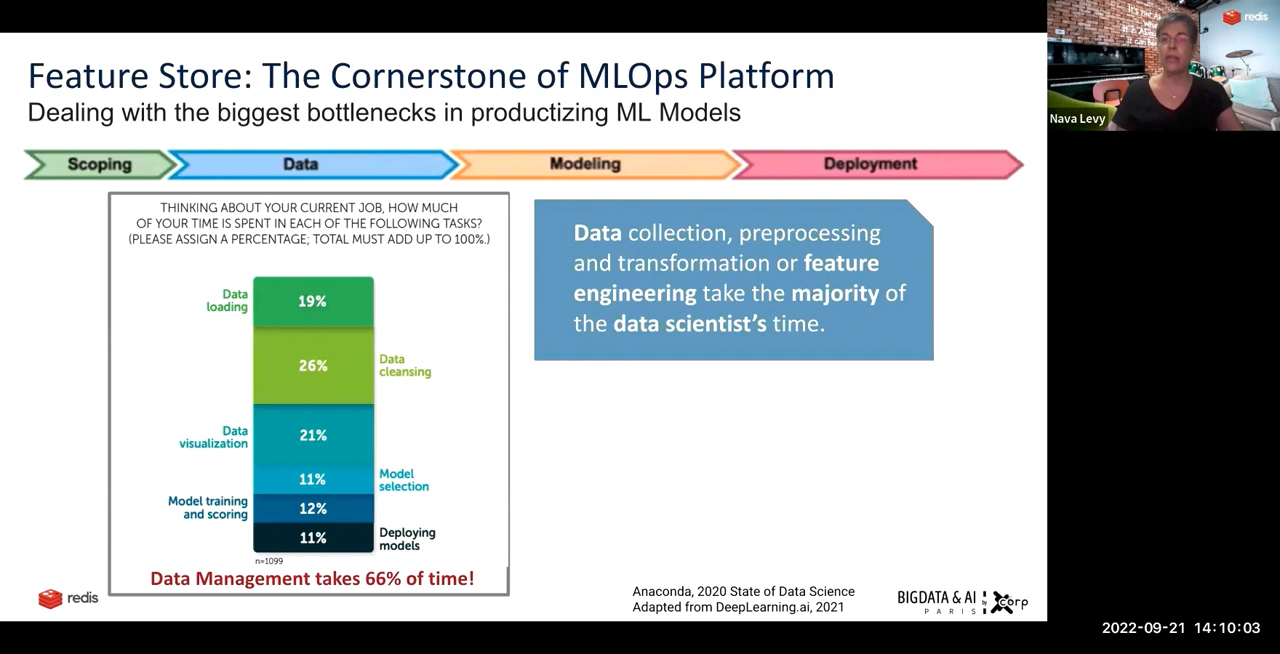 Feature Store: The Cornerstone of MLOps Platform
Dealing with the biggest bottlenecks in productizing ML Models
Scoping
Data
Modeling
Deployment
THINKING ABOUT YOUR CURRENT JOB, HOW MUCH
OF YOUR TIME IS SPENT IN EACH OF THE FOLLOWING TASKS?
(PLEASE ASSIGN A PERCENTAGE; TOTAL MUST ADD UP TO 100%.)
Data
loading
19%
26%
Data
cleansing
Data
visualization
21%
11%
Model
selection
Model training
and scoring
12%
11%
Deploying
models
n=1099
Data Management takes 66% of time!
Data collection, preprocessing
and transformation or feature
engineering take the majority of
the data scientist's time.
redis
Anaconda, 2020 State of Data Science
Adapted from DeepLearning.ai, 2021
BIGDATA & AI
PARIS
by
corp
redis
Nava Levy
2022-09-21 14:10:03